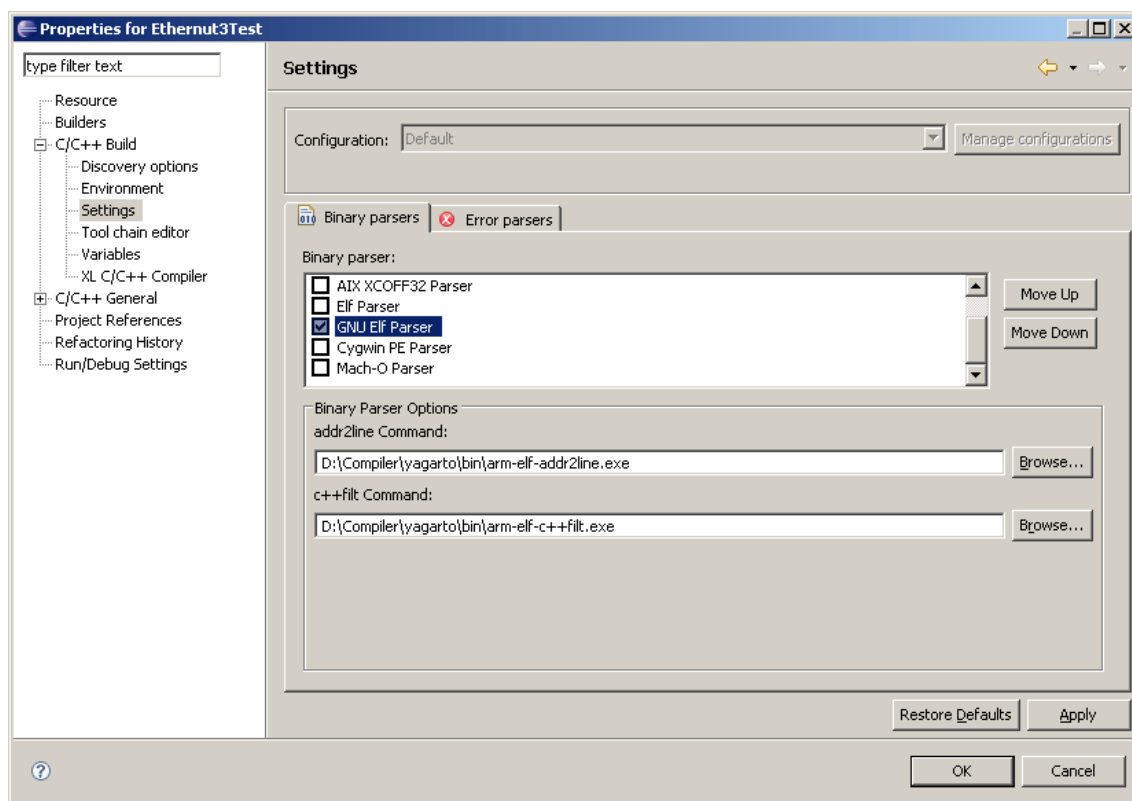 Properties for Ethernut3Test
type filter text
Resource
Builders
C/C++ Build
Discovery options
Environment
Settings
Tool chain editor
Variables
XL C/C++ Compiler
C/C++ General
Project References
Refactoring History
Run/Debug Settings
Settings
Configuration: Default Manage configurations
Binary parsers Error parsers
Binary parser:
AIX XCOFF32 Parser
Elf Parser
GNU Elf Parser
Cygwin PE Parser
Mach-O Parser
Move Up
Move Down
Binary Parser Options
addr2line Command:
D:\Compiler\yagarto\bin\arm-elf-addr2line.exe Browse...
c++filt Command:
D:\Compiler\yagarto\bin\arm-elf-c++filt.exe Browse...
Restore Defaults Apply
? OK Cancel